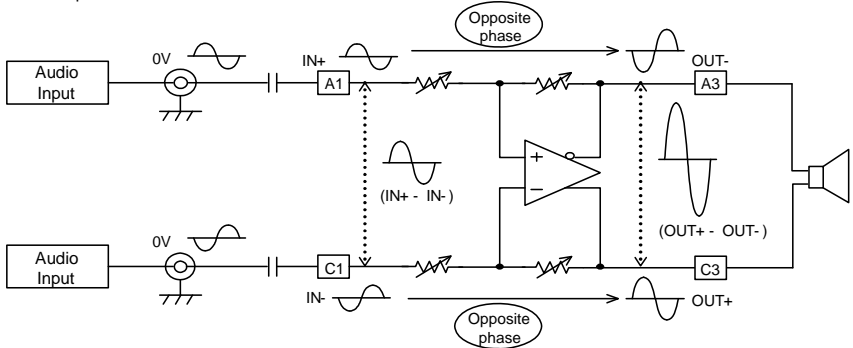 Opposite
phase
0V
IN+
OUT-
Audio
Input
A1
A3
+
−
(IN+ - IN-)
(OUT+ - OUT-)
0V
Audio
Input
C1
C3
IN-
OUT+
Opposite
phase